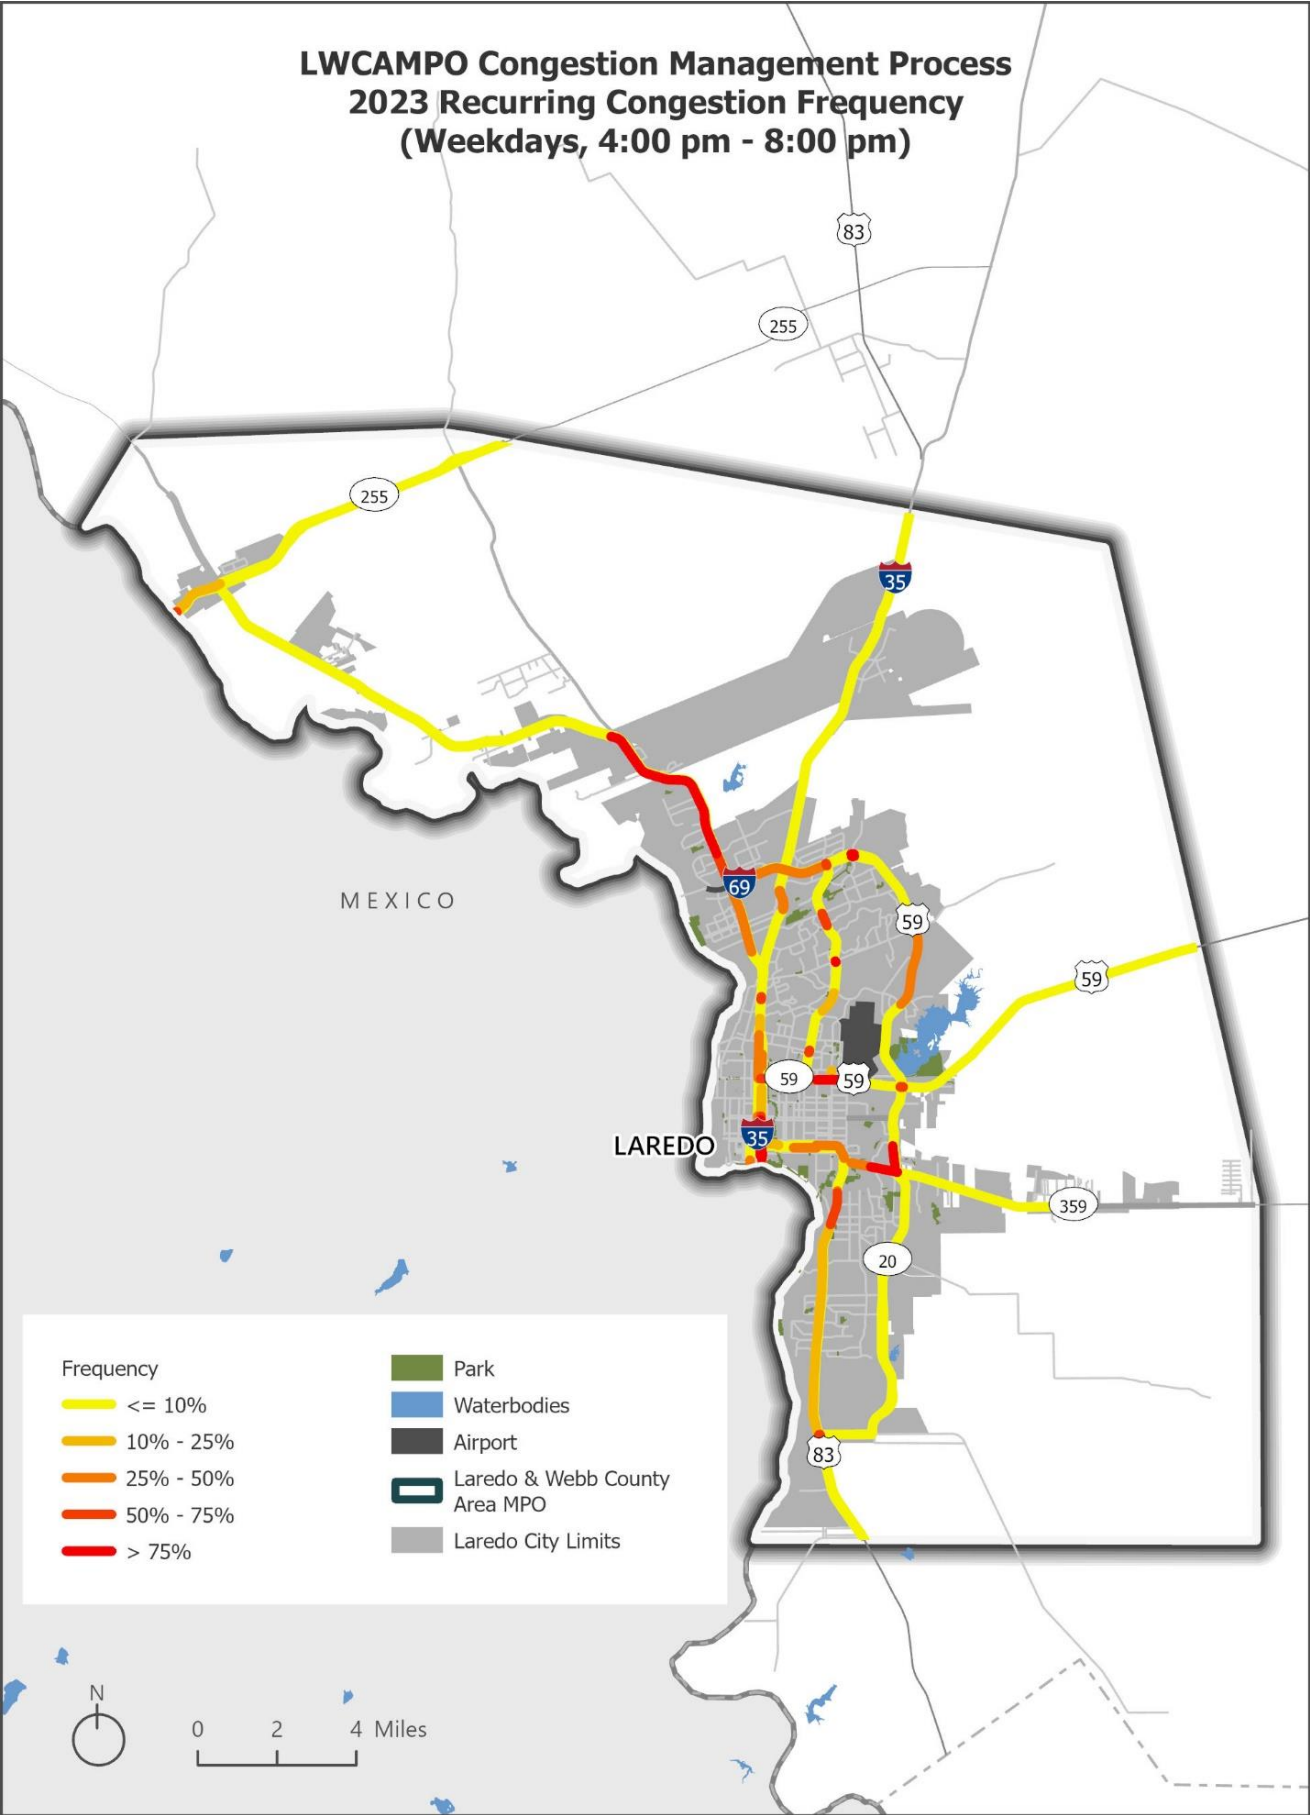 LWCAMPO Congestion Management Process
2023 Recurring Congestion Frequency
(Weekdays, 4:00 pm - 8:00 pm)
83
255
255
35
MEXICO
69
59
59
59
59
LAREDO
35
359
20
83
Frequency
<= 10%
10% - 25%
25% - 50%
50% - 75%
> 75%
Park
Waterbodies
Airport
Laredo & Webb County
Area MPO
Laredo City Limits
N
0 2 4 Miles